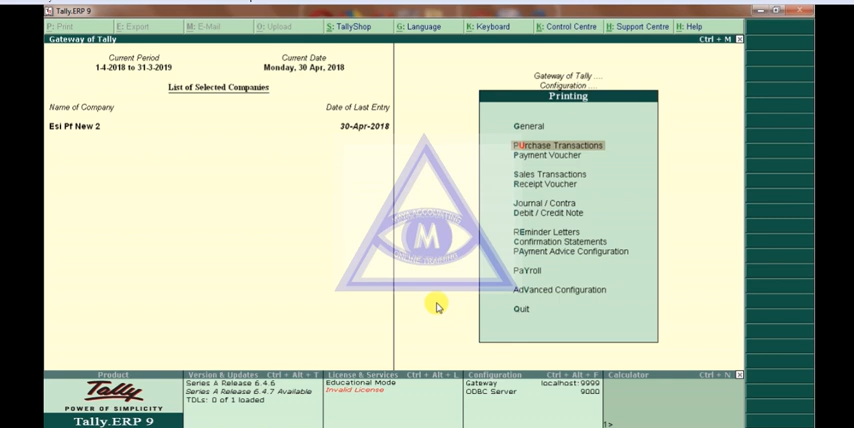 Tally.ERP 9
P: Print E: Export M: E-Mail O: Upload S: TallyShop G: Language K: Keyboard K: Control Centre H: Support Centre H: Help
Gateway of Tally Ctrl + M
Current Period Current Date
1-4-2018 to 31-3-2019 Monday, 30 Apr, 2018
List of Selected Companies
Name of Company Date of Last Entry
Esi Pf New 2 30-Apr-2018
Gateway of Tally ....
Configuration ....
Printing
General
PUrchase Transactions
Payment Voucher
Sales Transactions
Receipt Voucher
Journal / Contra
Debit / Credit Note
REminder Letters
Confirmation Statements
PAyment Advice Configuration
PaYroll
AdVanced Configuration
Quit
M
Product Version & Updates Ctrl + Alt + T License & Services Ctrl + Alt + L Configuration Ctrl + Alt + F Calculator Ctrl + N
Tally
POWER OF SIMPLICITY
Tally.ERP 9
Series A Release 6.4.6
Series A Release 6.4.7 Available
TDLs: 0 of 1 loaded
Educational Mode
Invalid License
Gateway localhost:9999
ODBC Server 9000
1>